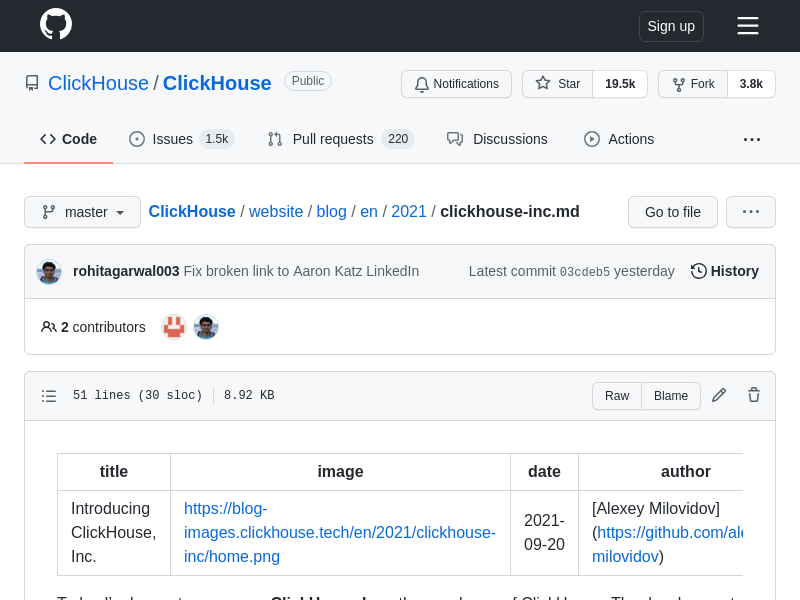 Sign up
ClickHouse / ClickHouse Public
Notifications Star 19.5k Fork 3.8k
Code Issues 1.5k Pull requests 220 Discussions Actions
master ClickHouse / website / blog / en / 2021 / clickhouse-inc.md Go to file
rohitagarwal003 Fix broken link to Aaron Katz LinkedIn Latest commit 03cdeb5 yesterday History
2 contributors
51 lines (30 sloc) 8.92 KB Raw Blame
title image date author
Introducing
ClickHouse,
Inc.
https://blog-
images.clickhouse.tech/en/2021/clickhouse-
inc/home.png
2021-
09-20
[Alexey Milovidov]
(https://github.com/ale
milovidov)